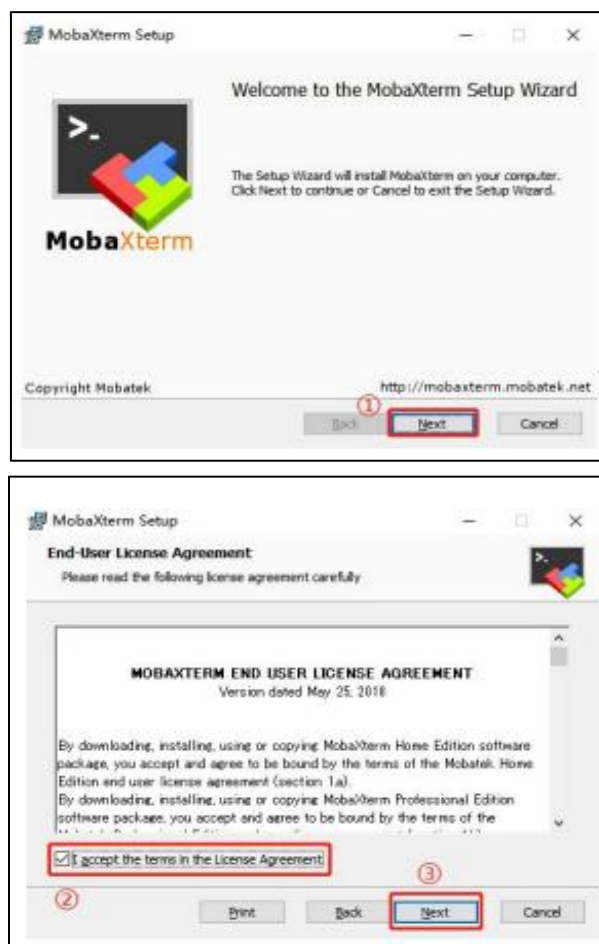 MobaXterm Setup
Welcome to the MobaXterm Setup Wizard
>_
The Setup Wizard will install MobaXterm on your computer.
Click Next to continue or Cancel to exit the Setup Wizard.
MobaXterm
Copyright Mobatek
http://mobaxterm.mobatek.net
①
Back
Next
Cancel
MobaXterm Setup
End-User License Agreement
Please read the following license agreement carefully
MOBAXTERM END USER LICENSE AGREEMENT
Version dated May 25, 2018
By downloading, installing, using or copying MobaXterm Home Edition software
package, you accept and agree to be bound by the terms of the Mobatek Home
Edition end user license agreement (section 1a).
By downloading, installing, using or copying MobaXterm Professional Edition
software package, you accept and agree to be bound by the terms of the
I accept the terms in the License Agreement
②
③
Print
Back
Next
Cancel